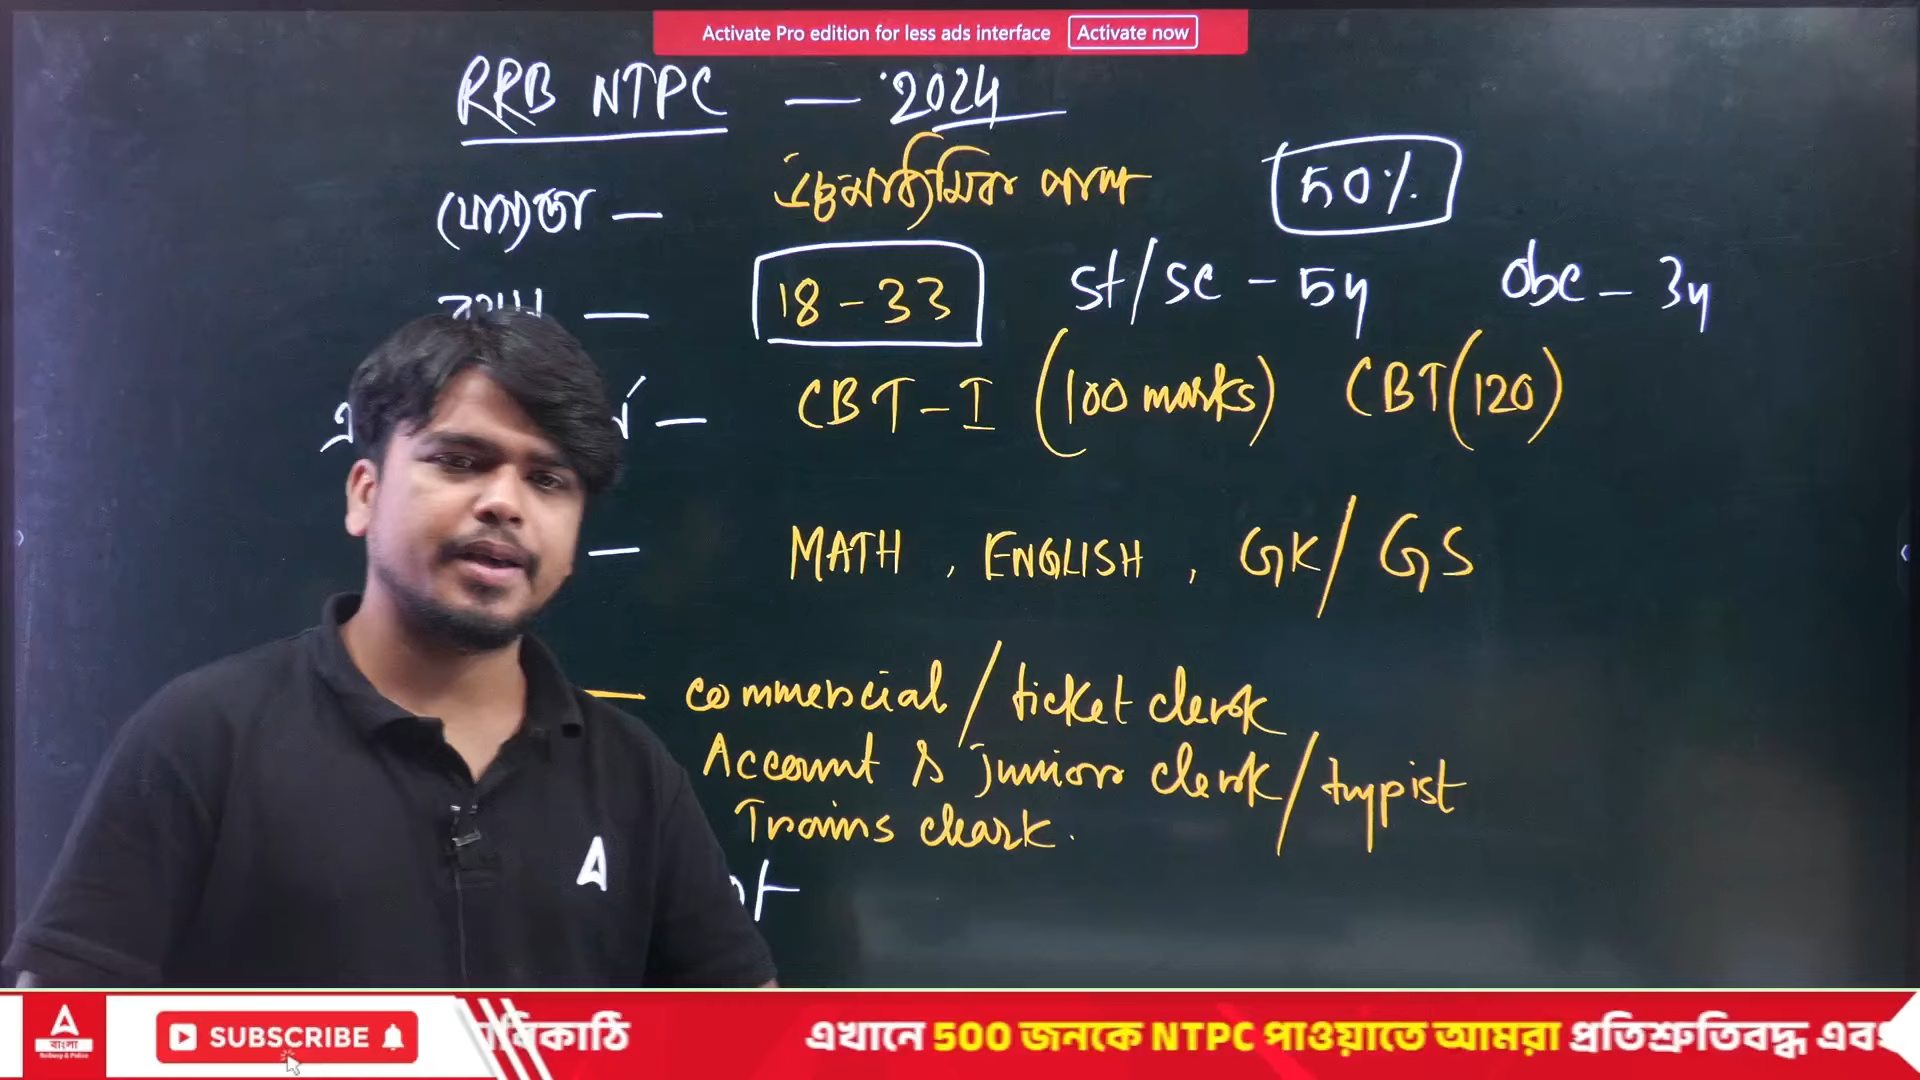 Activate Pro edition for less ads interface Activate now
RRB NTPC — 2024
যোগ্যতা — উচ্চমাধ্যমিক পাশ 50%
— 18-33 st/sc - 5y obc - 3y
— CBT-I (100 marks) CBT(120)
— MATH, ENGLISH, GK/GS
— commercial/ticket clerk
Account & junior clerk/typist
Trains clark.
A
বাংলা
SUBSCRIBE
এখানে 500 জনকে NTPC পাওয়াতে আমরা প্রতিশ্রুতিবদ্ধ এবং